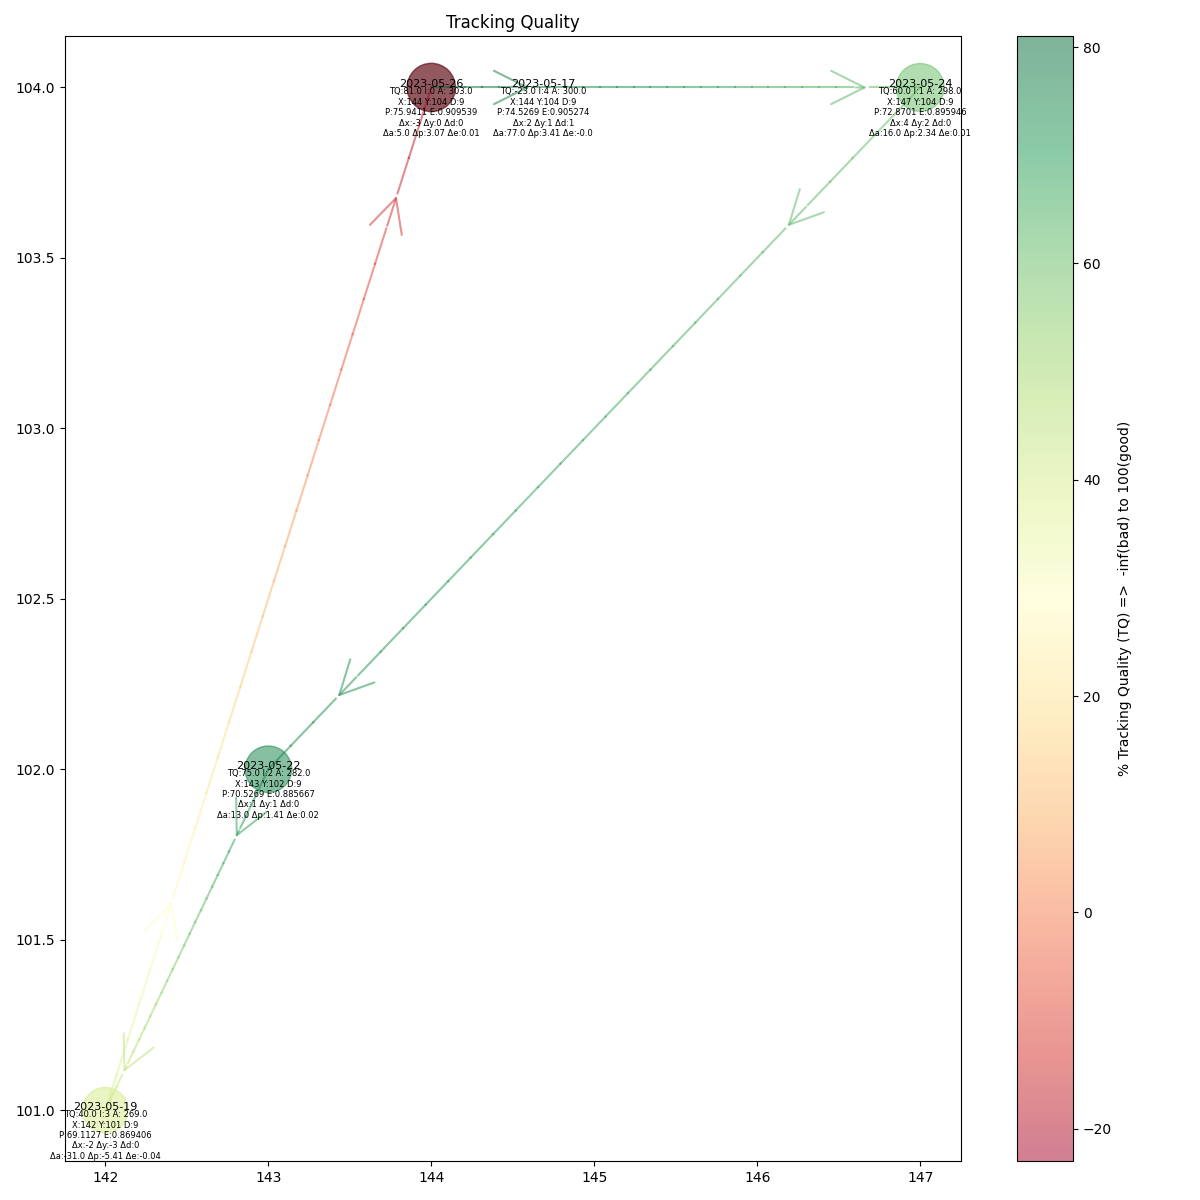 Tracking Quality
104.0
103.5
103.0
102.5
102.0
101.5
101.0
2023-05-26
TQ:81.0 I:0 A: 303.0
X:144 Y:104 D:9
P:75.9411 E:0.909539
Δx:-3 Δy:0 Δd:0
Δa:5.0 Δp:3.07 Δe:0.01
2023-05-17
TQ:-23.0 I:4 A: 300.0
X:144 Y:104 D:9
P:74.5269 E:0.905274
Δx:2 Δy:1 Δd:1
Δa:77.0 Δp:3.41 Δe:-0.0
2023-05-24
TQ:60.0 I:1 A: 298.0
X:147 Y:104 D:9
P:72.8701 E:0.895946
Δx:4 Δy:2 Δd:0
Δa:16.0 Δp:2.34 Δe:0.01
2023-05-22
TQ:75.0 I:2 A: 282.0
X:143 Y:102 D:9
P:70.5269 E:0.885667
Δx:1 Δy:1 Δd:0
Δa:13.0 Δp:1.41 Δe:0.02
2023-05-19
TQ:40.0 I:3 A: 269.0
X:142 Y:101 D:9
P:69.1127 E:0.869406
Δx:-2 Δy:-3 Δd:0
Δa:-31.0 Δp:-5.41 Δe:-0.04
142
143
144
145
146
147
80
60
40
20
0
−20
% Tracking Quality (TQ) =>  -inf(bad) to 100(good)